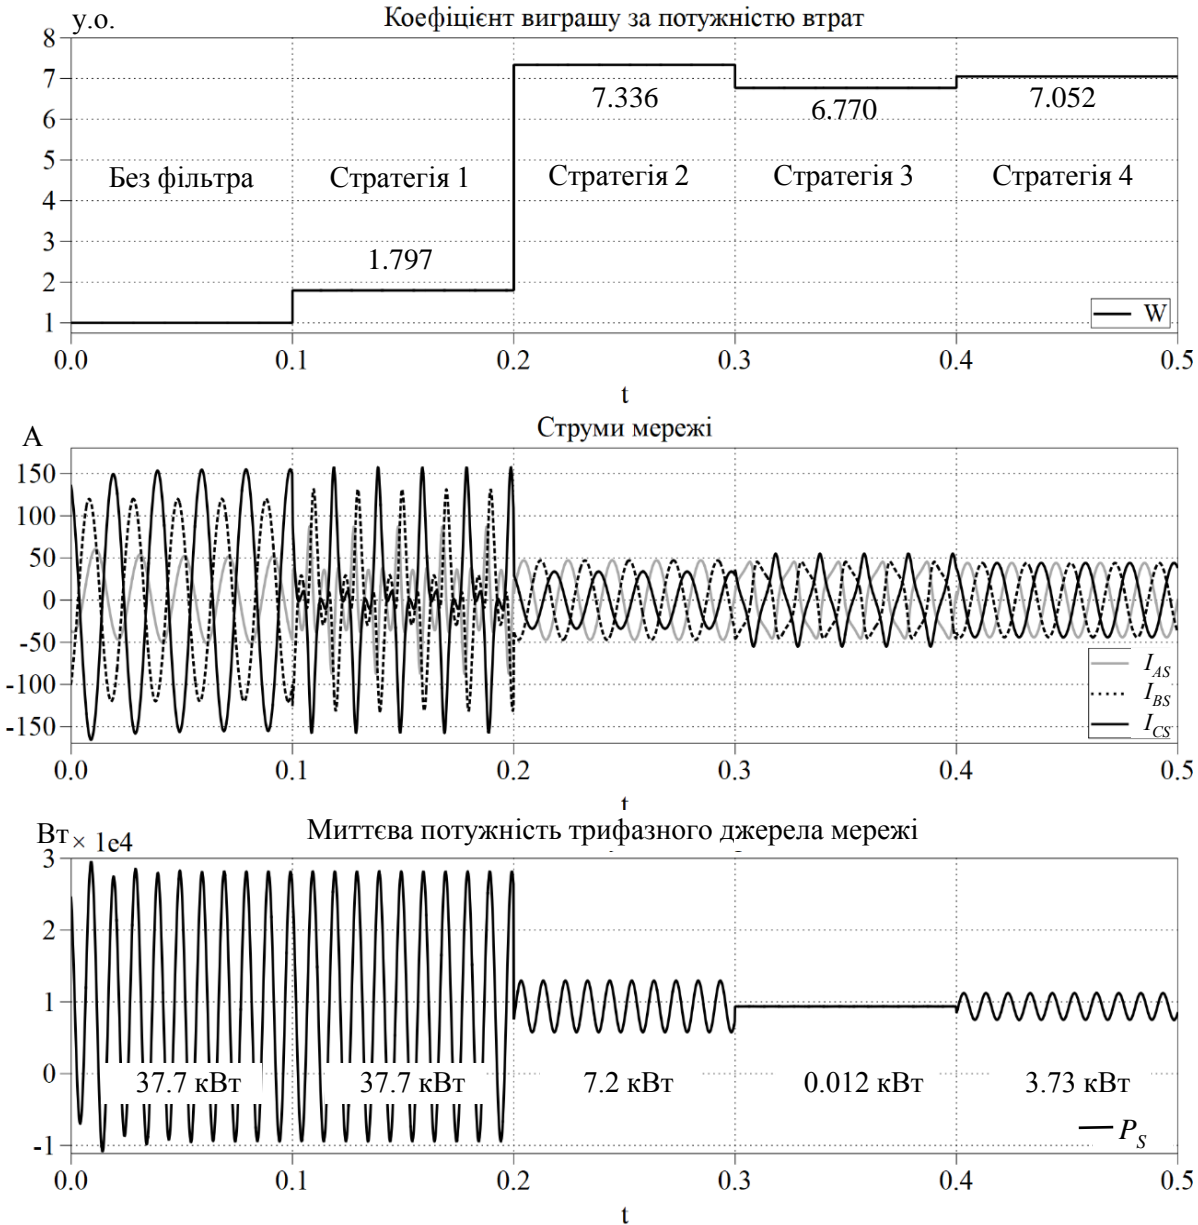 у.о. Коефіцієнт виграшу за потужністю втрат
8
7
6
5
4
3
2
1
7.336
6.770
7.052
Без фільтра Стратегія 1 Стратегія 2 Стратегія 3 Стратегія 4
1.797
W
0.0 0.1 0.2 0.3 0.4 0.5
t
А Струми мережі
150
100
50
0
-50
-100
-150
I_AS
I_BS
I_CS
0.0 0.1 0.2 0.3 0.4 0.5
t
Вт × 1e4 Миттєва потужність трифазного джерела мережі
3
2
1
0
-1
37.7 кВт 37.7 кВт 7.2 кВт 0.012 кВт 3.73 кВт
P_S
0.0 0.1 0.2 0.3 0.4 0.5
t